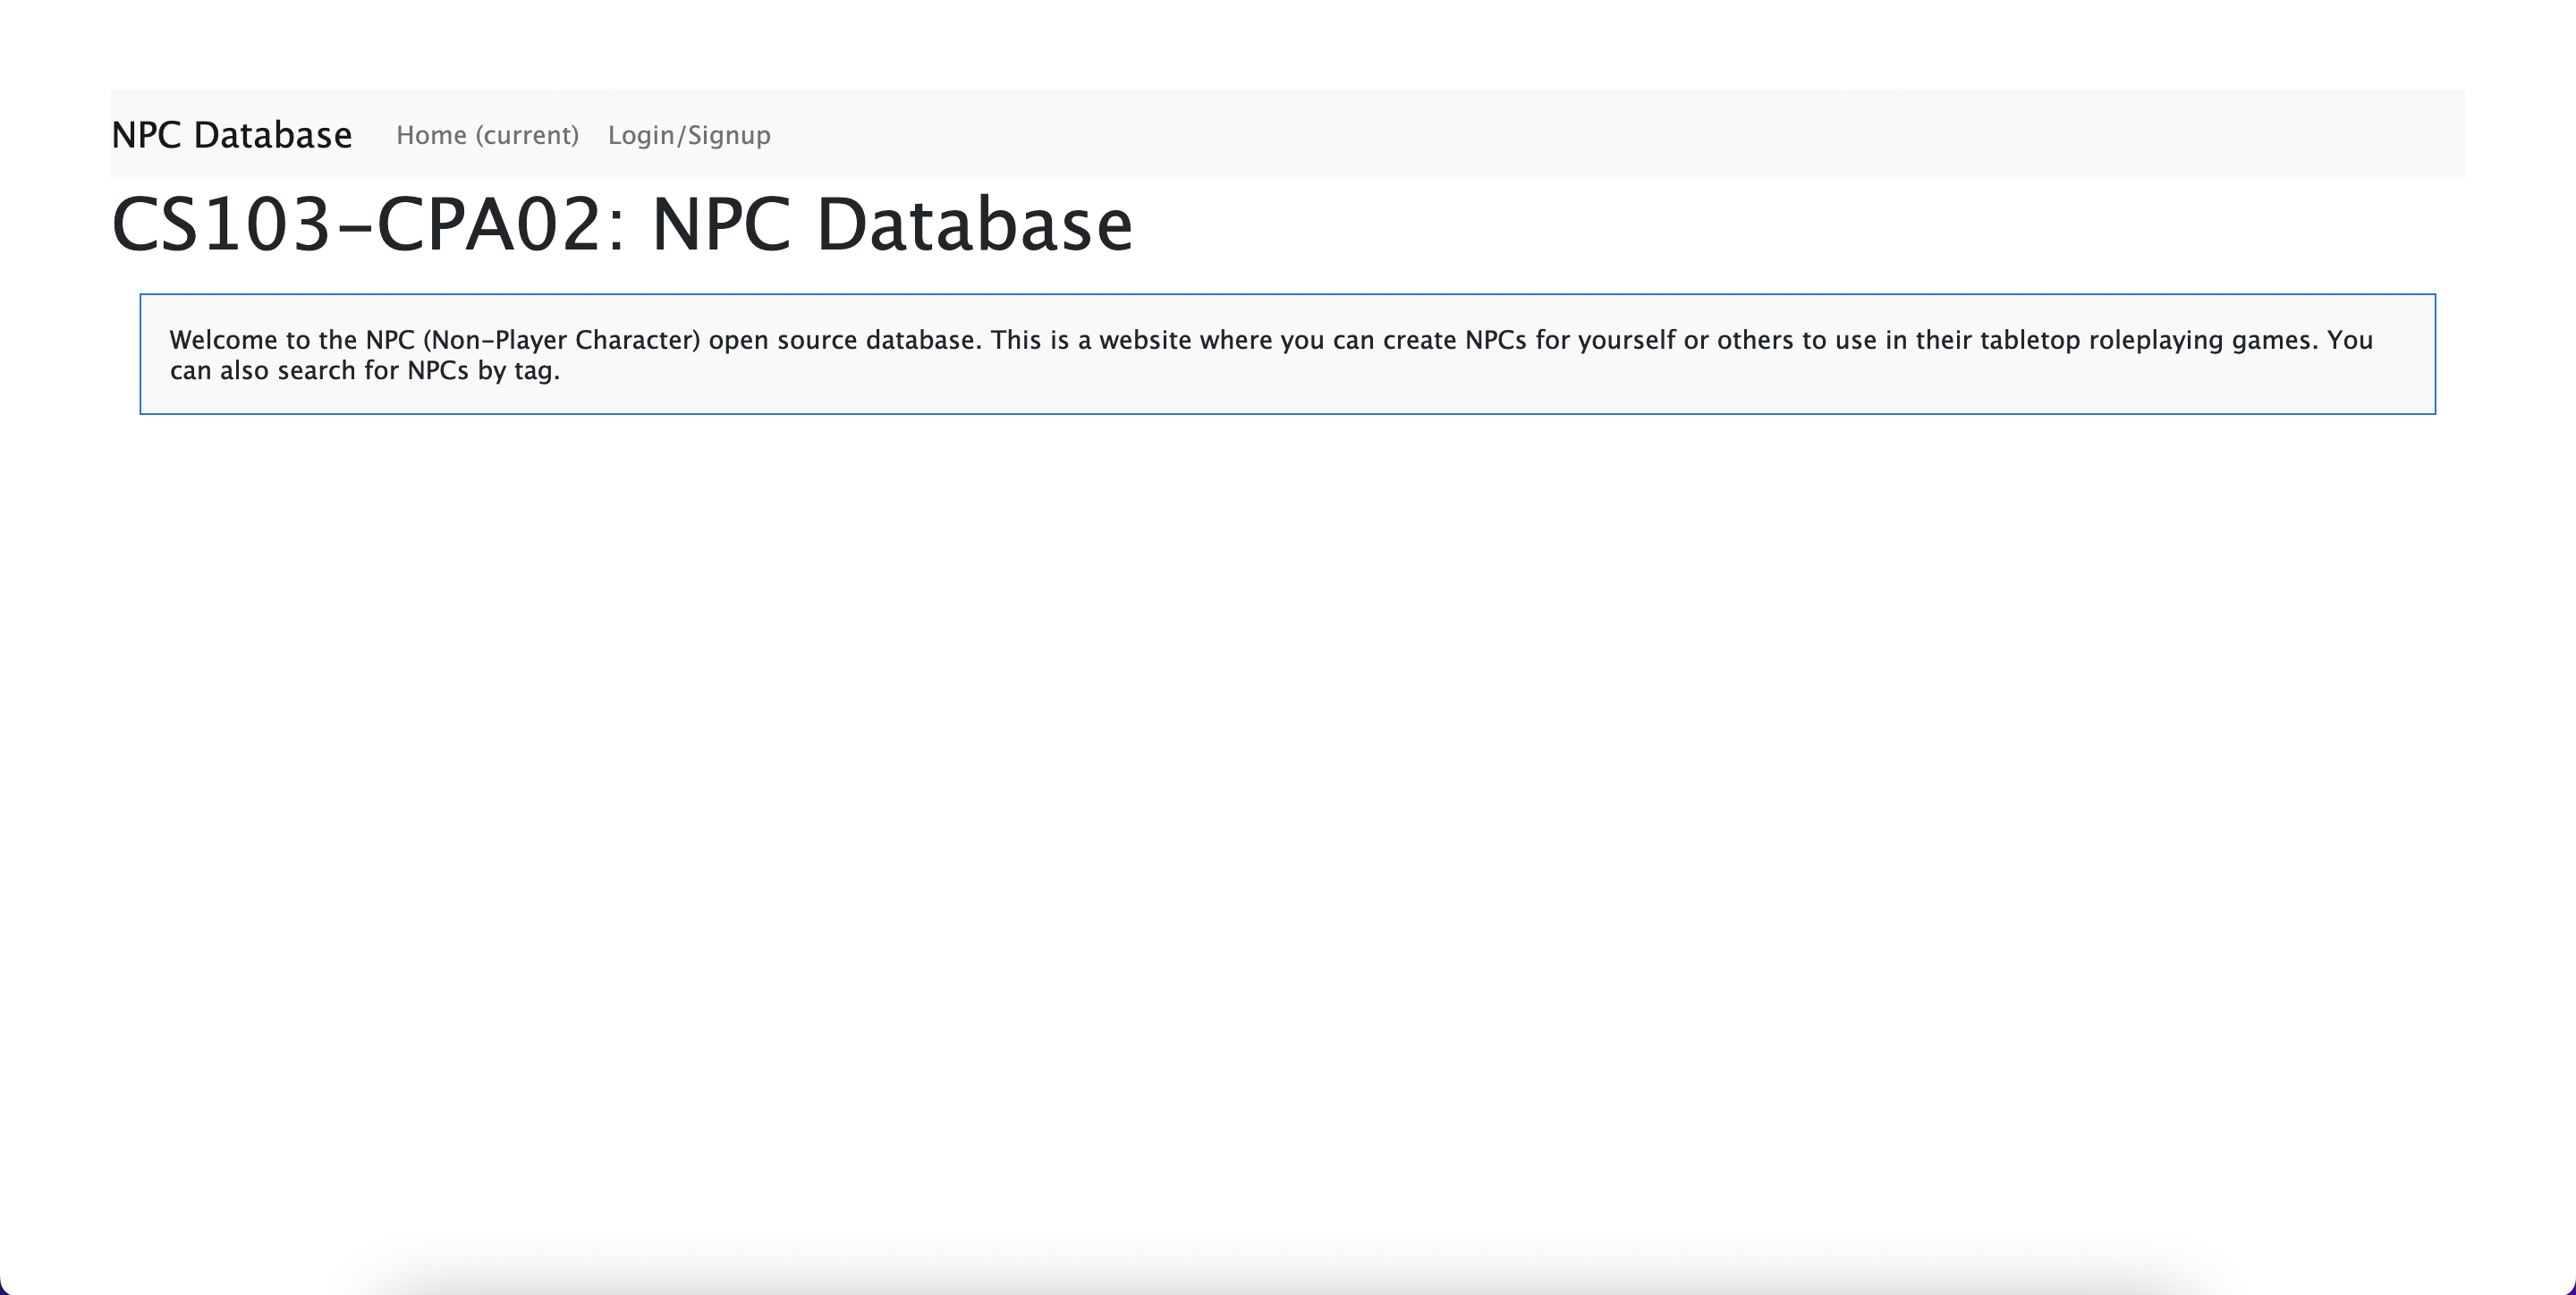 NPC Database Home (current) Login/Signup
CS103-CPA02: NPC Database
Welcome to the NPC (Non-Player Character) open source database. This is a website where you can create NPCs for yourself or others to use in their tabletop roleplaying games. You
can also search for NPCs by tag.